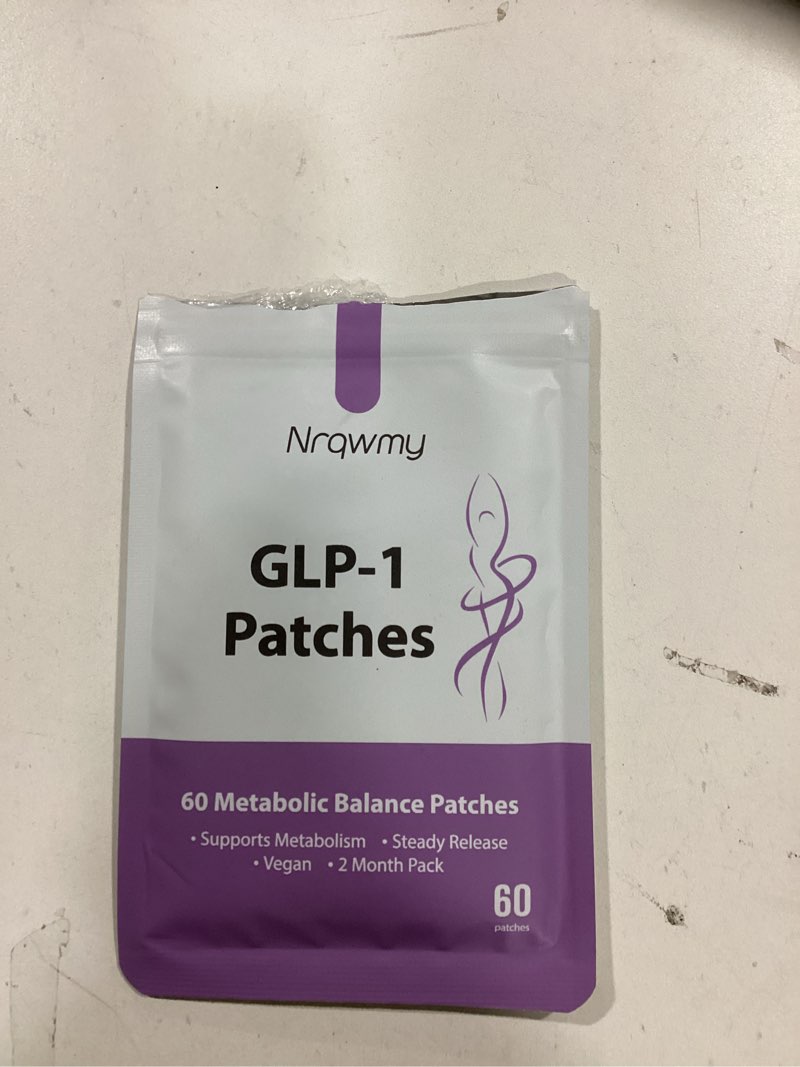 Nrqwmy
GLP-1
Patches
60 Metabolic Balance Patches
• Supports Metabolism • Steady Release
• Vegan • 2 Month Pack
60
patches